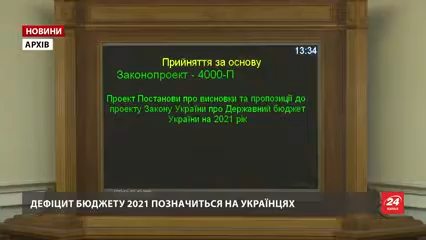 НОВИНИ
АРХІВ
13:34
Прийняття за основу
Законопроект - 4000-П
Проект Постанови про висновки та пропозиції до
проекту Закону України про Державний бюджет
України на 2021 рік
ДЕФІЦИТ БЮДЖЕТУ 2021 ПОЗНАЧИТЬСЯ НА УКРАЇНЦЯХ
24